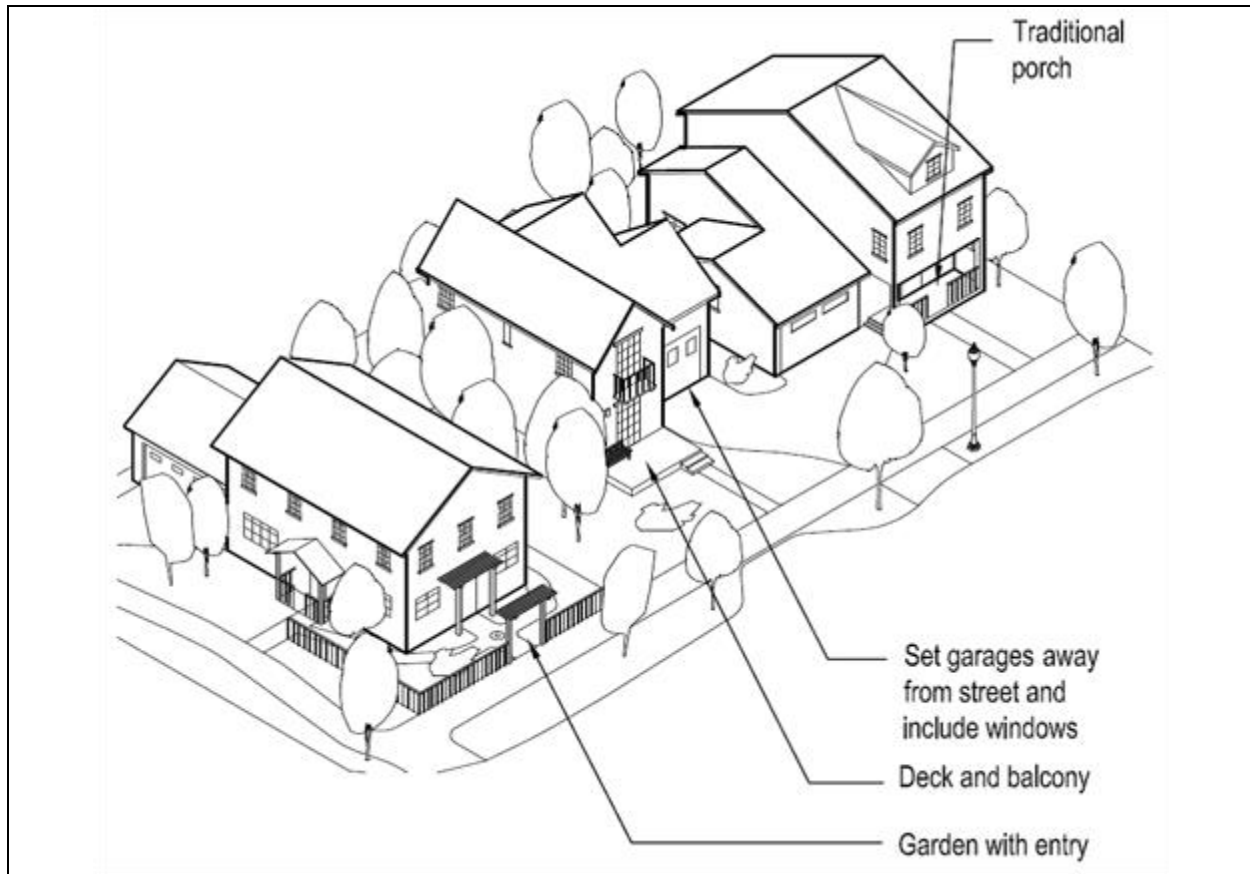 Traditional
porch
Set garages away
from street and
include windows
Deck and balcony
Garden with entry